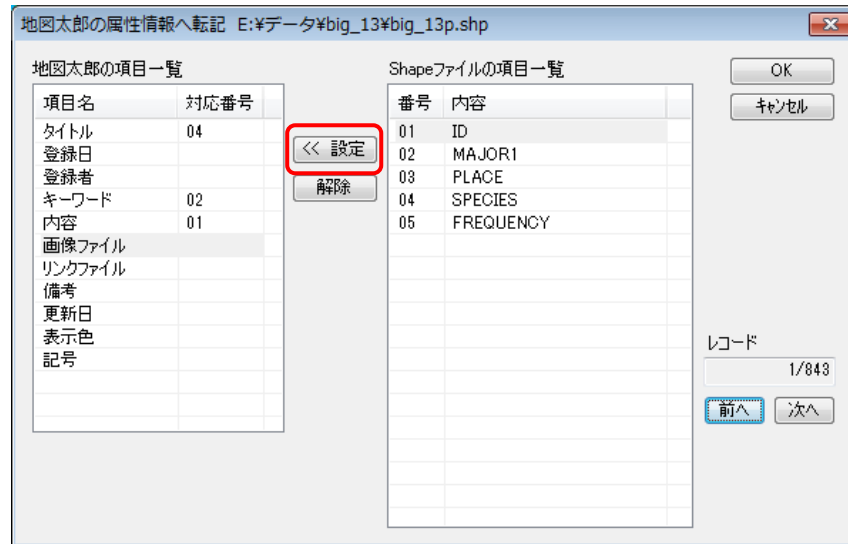 地図太郎の属性情報へ転記 E:¥データ¥big_13¥big_13p.shp
地図太郎の項目一覧
項目名 対応番号
タイトル 04
登録日
登録者
キーワード 02
内容 01
画像ファイル
リンクファイル
備考
更新日
表示色
記号
<< 設定
解除
Shapeファイルの項目一覧
番号 内容
01 ID
02 MAJOR1
03 PLACE
04 SPECIES
05 FREQUENCY
OK
キャンセル
レコード
1/843
前へ 次へ